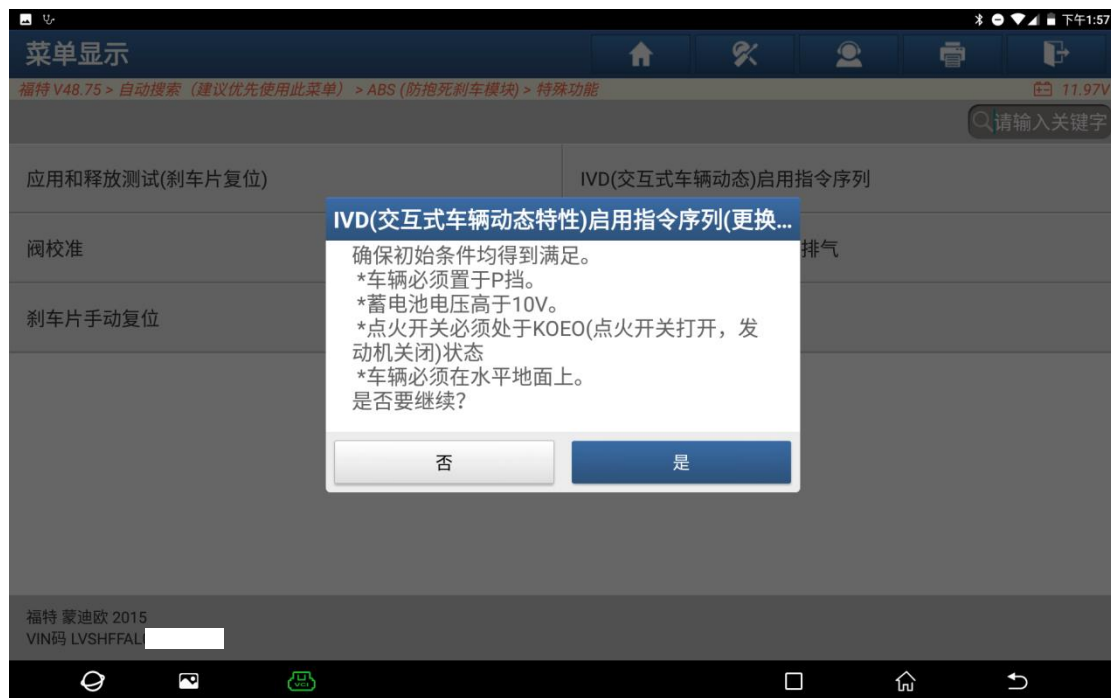 下午1:57
菜单显示
福特 V48.75 > 自动搜索（建议优先使用此菜单） > ABS (防抱死刹车模块) > 特殊功能
11.97V
请输入关键字
应用和释放测试(刹车片复位)
IVD(交互式车辆动态)启用指令序列
阀校准
排气
刹车片手动复位
IVD(交互式车辆动态特性)启用指令序列(更换...
确保初始条件均得到满足。
*车辆必须置于P挡。
*蓄电池电压高于10V。
*点火开关必须处于KOEO(点火开关打开，发
动机关闭)状态
*车辆必须在水平地面上。
是否要继续?
否
是
福特 蒙迪欧 2015
VIN码 LVSHFFAL
VCI